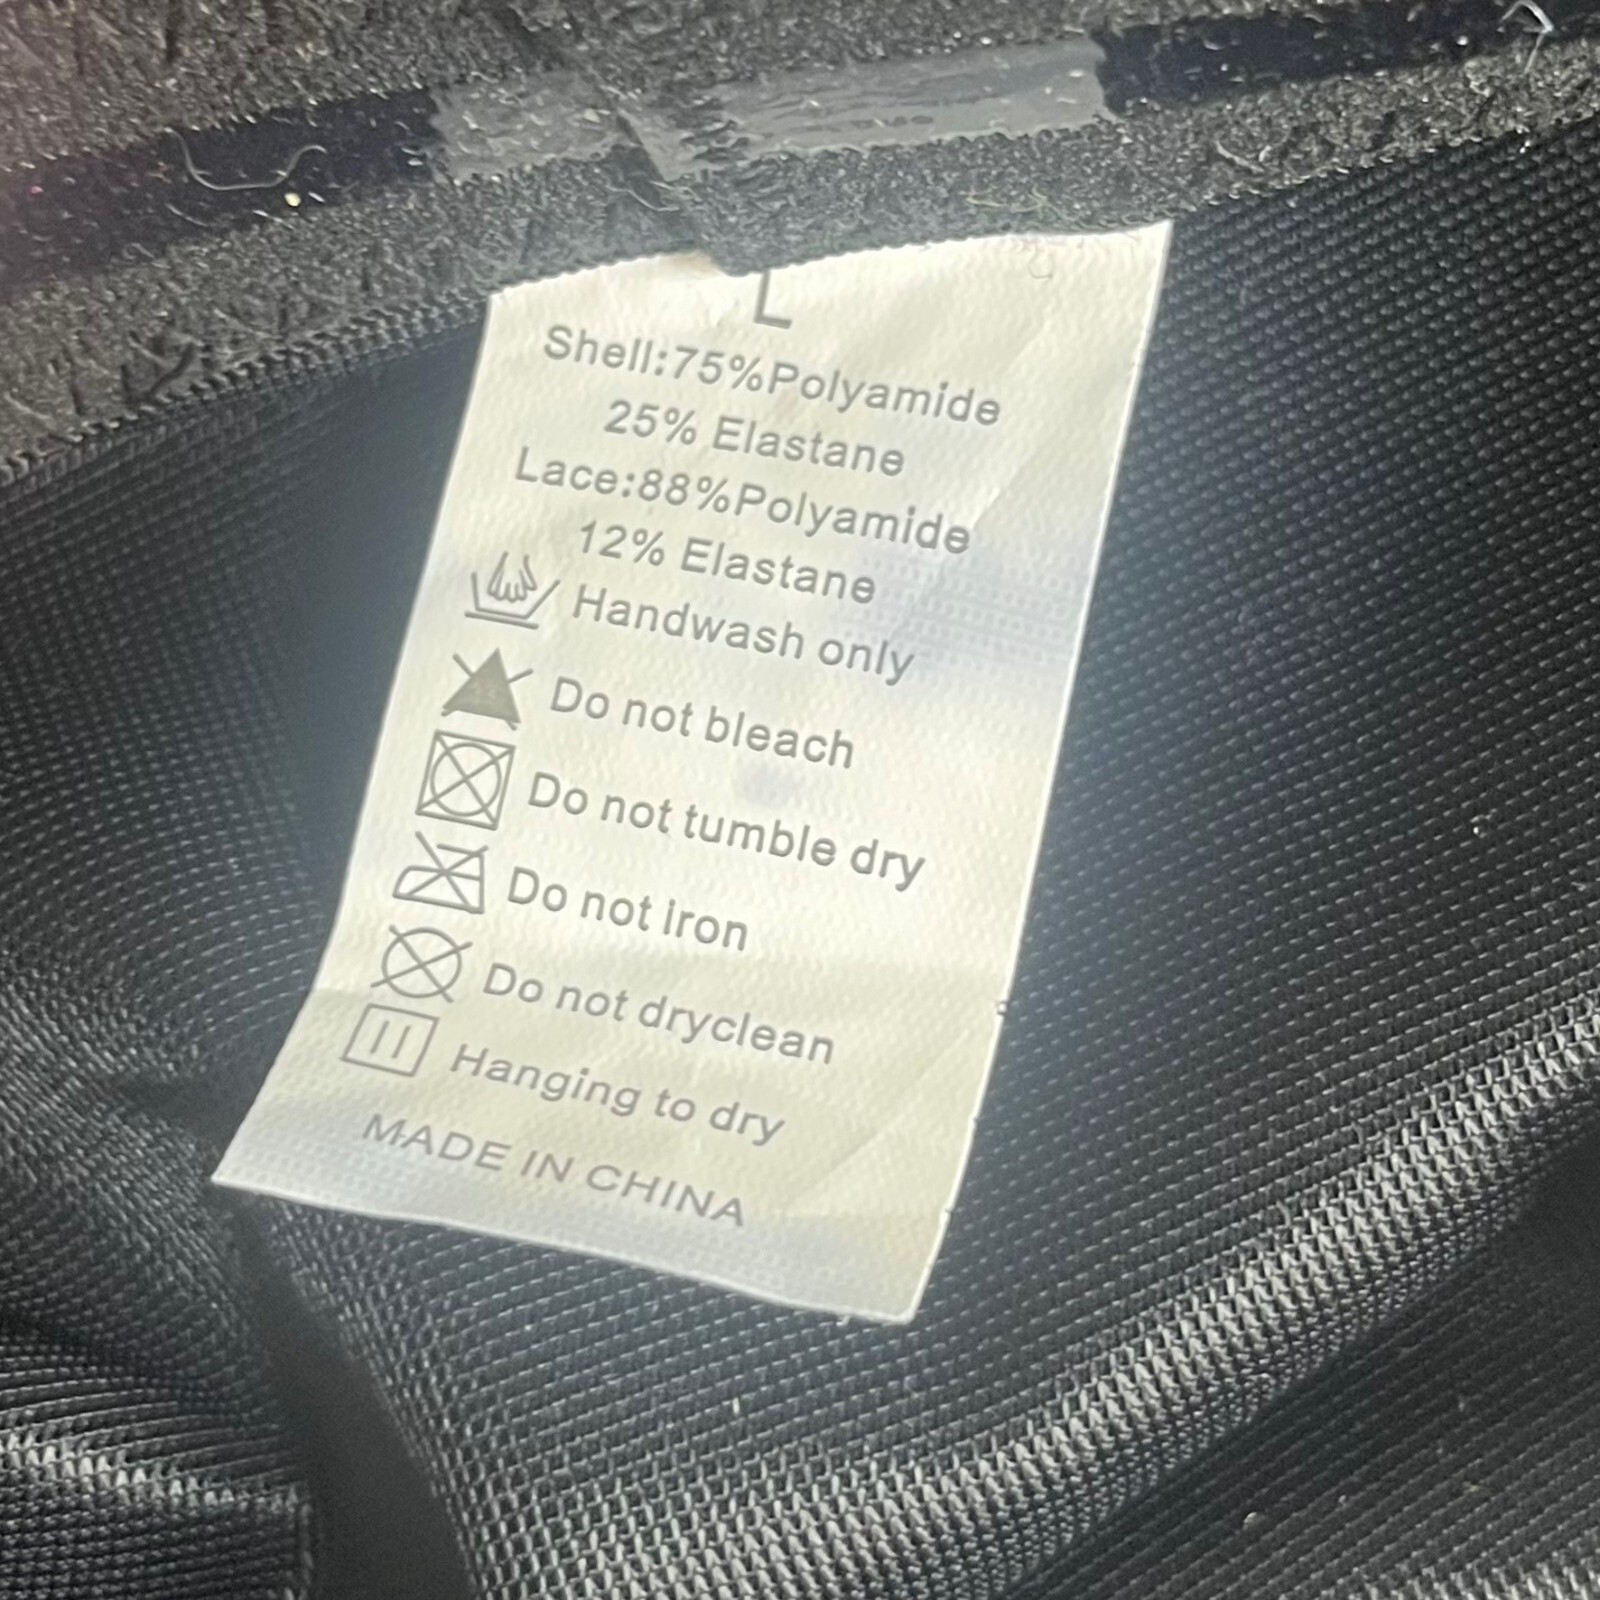 L
Shell:75%Polyamide
25% Elastane
Lace:88%Polyamide
12% Elastane
Handwash only
Do not bleach
Do not tumble dry
Do not iron
Do not dryclean
Hanging to dry
MADE IN CHINA